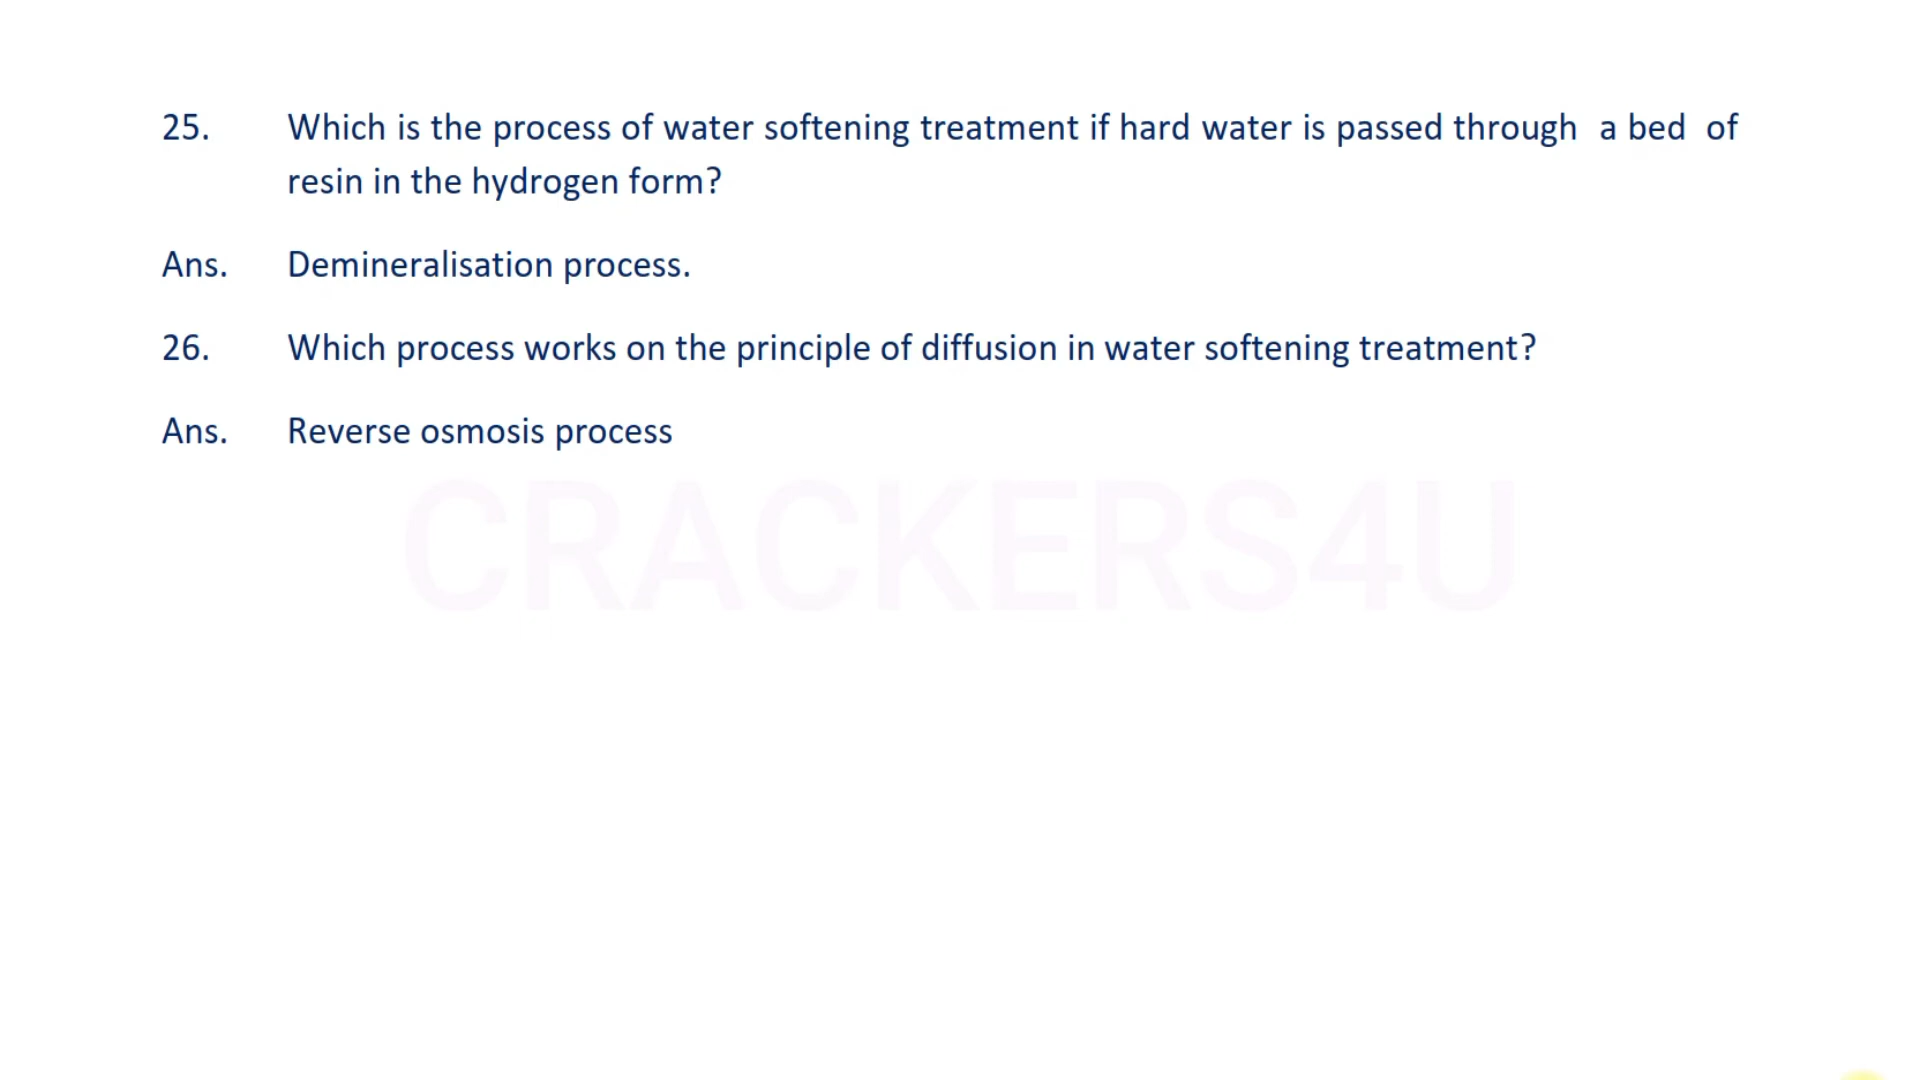 25. Which is the process of water softening treatment if hard water is passed through a bed of
resin in the hydrogen form?
Ans. Demineralisation process.
26. Which process works on the principle of diffusion in water softening treatment?
Ans. Reverse osmosis process
CRACKERS4U